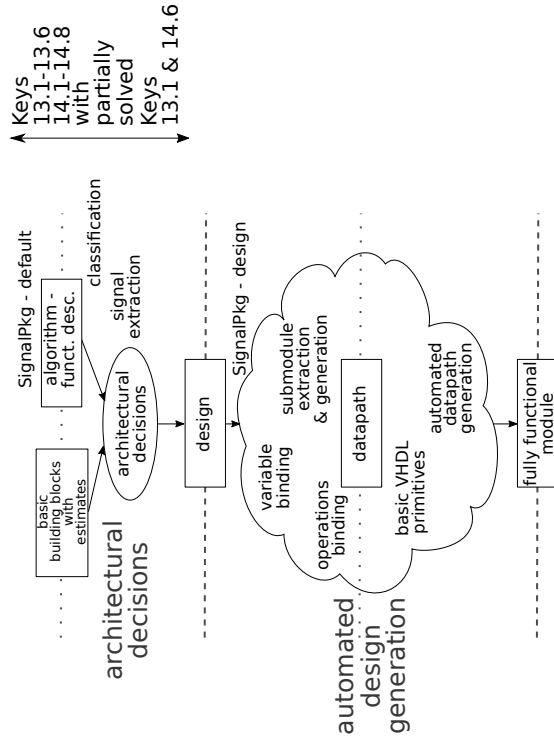 Keys
13.1-13.6
14.1-14.8
with
partially
solved
Keys
13.1 & 14.6
SignalPkg - default
classification
signal
extraction
algorithm -
funct. desc.
basic
building blocks
with
estimates
architectural
decisions
architectural
decisions
design
SignalPkg - design
variable
binding
submodule
extraction
& generation
operations
binding
datapath
basic VHDL
primitives
automated
datapath
generation
automated
design
generation
fully functional
module